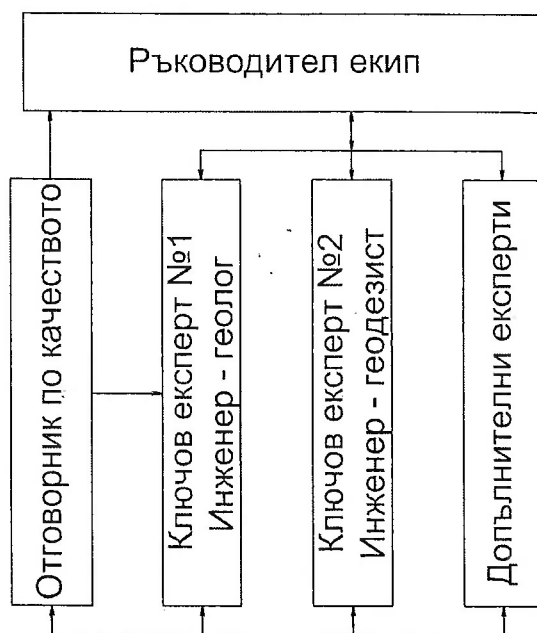 Ръководител екип
Отговорник по качеството
Ключов експерт №1
Инженер - геолог
Ключов експерт №2
Инженер - геодезист
Допълнителни експерти